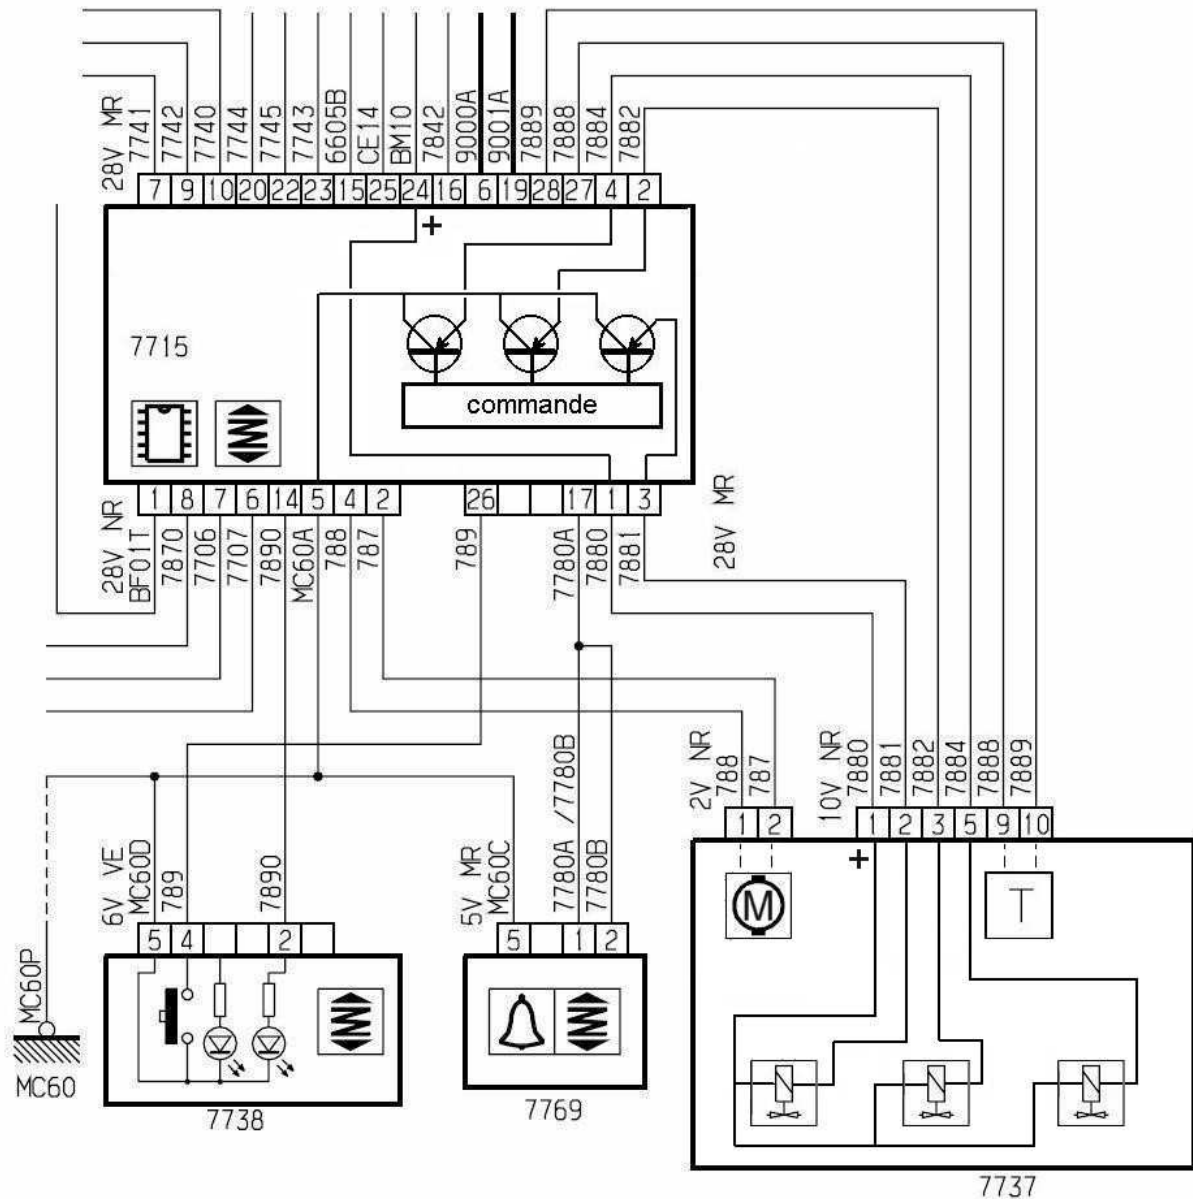 28V MR
7741
7742
7740
7744
7745
7743
6605B
CE14
BM10
7842
9000A
9001A
7889
7888
7884
7882
7 9 10 20 22 23 15 25 24 16 6 19 28 27 4 2
+
7715
commande
1 8 7 6 14 5 4 2 26 17 1 3
28V NR
BF01T
7870
7706
7707
7890
MC60A
788
787
789
7780A
7880
7881
28V MR
2V NR
788
787
10V NR
7880
7881
7882
7884
7888
7889
1 2
1 2 3 5 9 10
+
M
T
6V VE
MC60D
789
7890
5V MR
MC60C
7780A /7780B
7780B
5 4 2
5 1 2
MC60P
MC60
7738
7769
7737